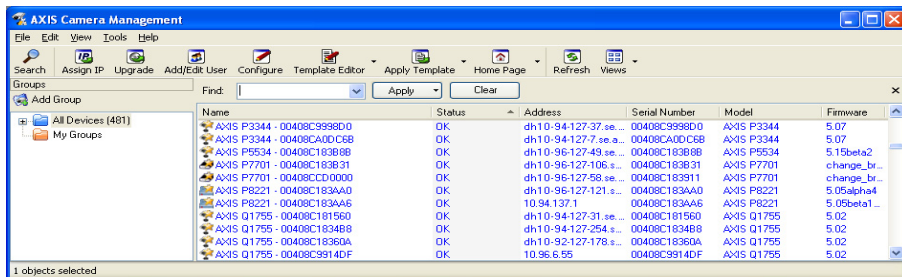 AXIS Camera Management
File Edit View Tools Help
Search Assign IP Upgrade Add/Edit User Configure Template Editor Apply Template Home Page Refresh Views
Groups
Add Group
All Devices (481)
My Groups
Find: Apply Clear
Name Status Address Serial Number Model Firmware
AXIS P3344 - 00408C9998D0 OK dh10-94-127-37.se.... 00408C9998D0 AXIS P3344 5.07
AXIS P3344 - 00408CA0DC6B OK dh10-94-127-7.se.a... 00408CA0DC6B AXIS P3344 5.07
AXIS P5534 - 00408C183B8B OK dh10-96-127-49.se.... 00408C183B8B AXIS P5534 5.15beta2
AXIS P7701 - 00408C183B31 OK dh10-96-127-106.s... 00408C183B31 AXIS P7701 change_br...
AXIS P7701 - 00408CCD0000 OK dh10-96-127-58.se.... 00408C183911 AXIS P7701 change_br...
AXIS P8221 - 00408C183AA0 OK dh10-96-127-121.s... 00408C183AA0 AXIS P8221 5.05alpha4
AXIS P8221 - 00408C183AA6 OK 10.94.137.1 00408C183AA6 AXIS P8221 5.05beta1...
AXIS Q1755 - 00408C181560 OK dh10-94-127-31.se.... 00408C181560 AXIS Q1755 5.02
AXIS Q1755 - 00408C1834B8 OK dh10-94-127-254.s... 00408C1834B8 AXIS Q1755 5.02
AXIS Q1755 - 00408C18360A OK dh10-92-127-178.s... 00408C18360A AXIS Q1755 5.02
AXIS Q1755 - 00408C9914DF OK 10.96.6.55 00408C9914DF AXIS Q1755 5.02
1 objects selected